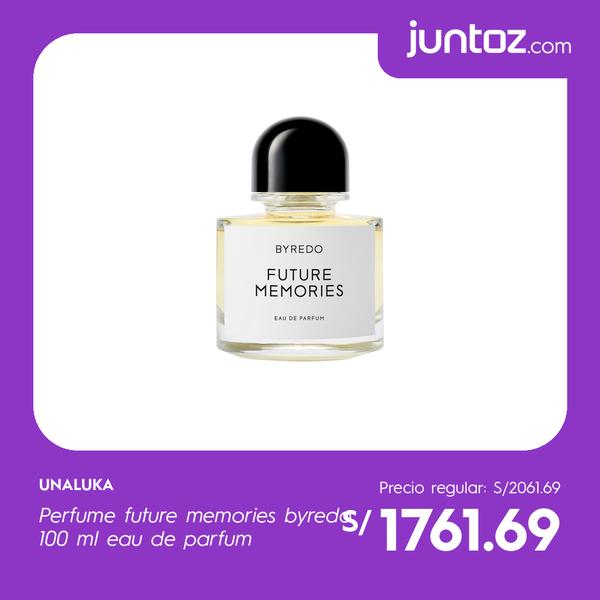 juntoz.com
BYREDO
FUTURE
MEMORIES
EAU DE PARFUM
UNALUKA
Perfume future memories byredo
100 ml eau de parfum
Precio regular: S/2061.69
S/ 1761.69